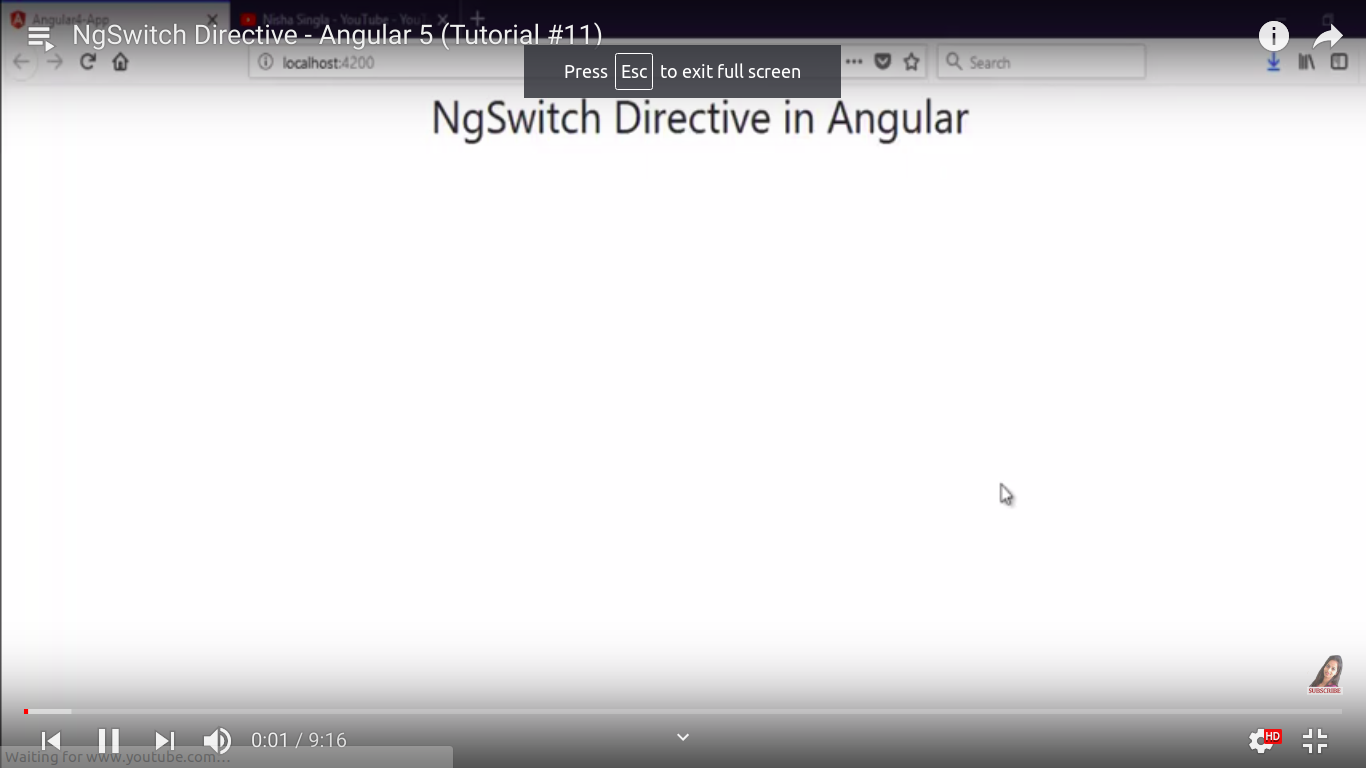 Angular4-App
Nisha Singla - YouTube - You
NgSwitch Directive - Angular 5 (Tutorial #11)
localhost:4200
Search
Press Esc to exit full screen
NgSwitch Directive in Angular
SUBSCRIBE
0:01 / 9:16
HD
Waiting for www.youtube.com...